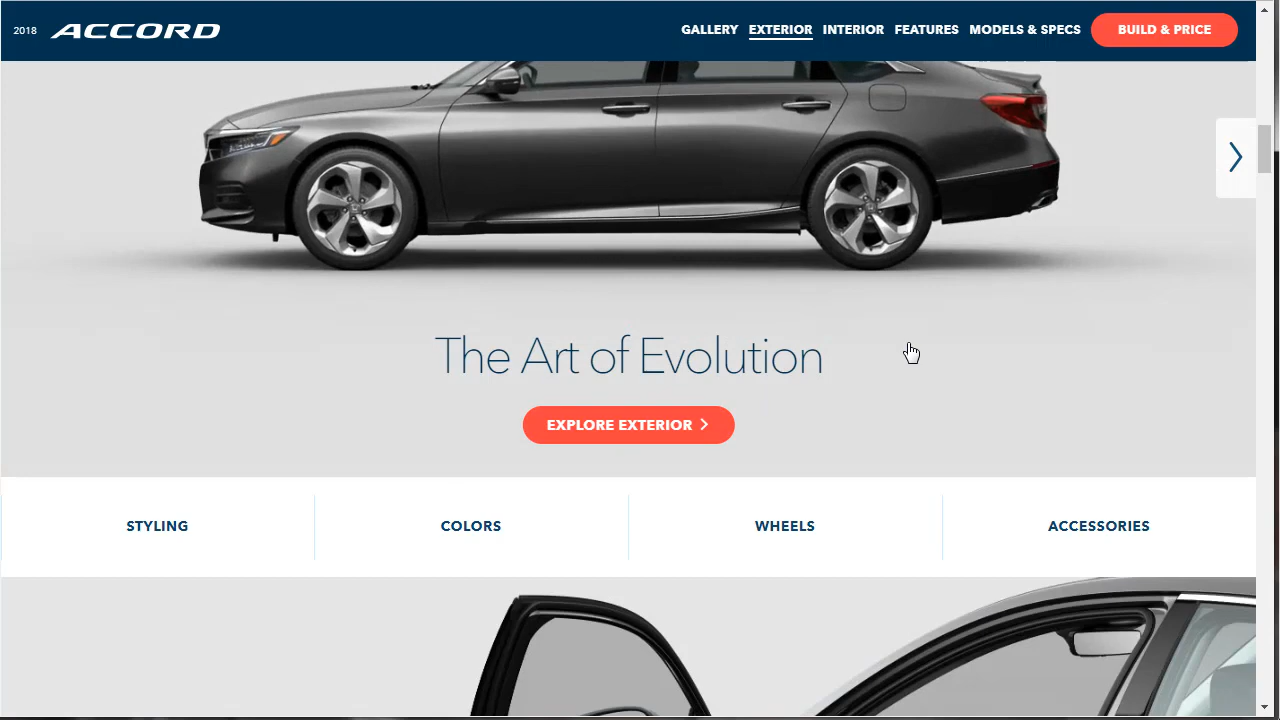 2018 ACCORD GALLERY EXTERIOR INTERIOR FEATURES MODELS & SPECS BUILD & PRICE
The Art of Evolution
EXPLORE EXTERIOR >
STYLING COLORS WHEELS ACCESSORIES